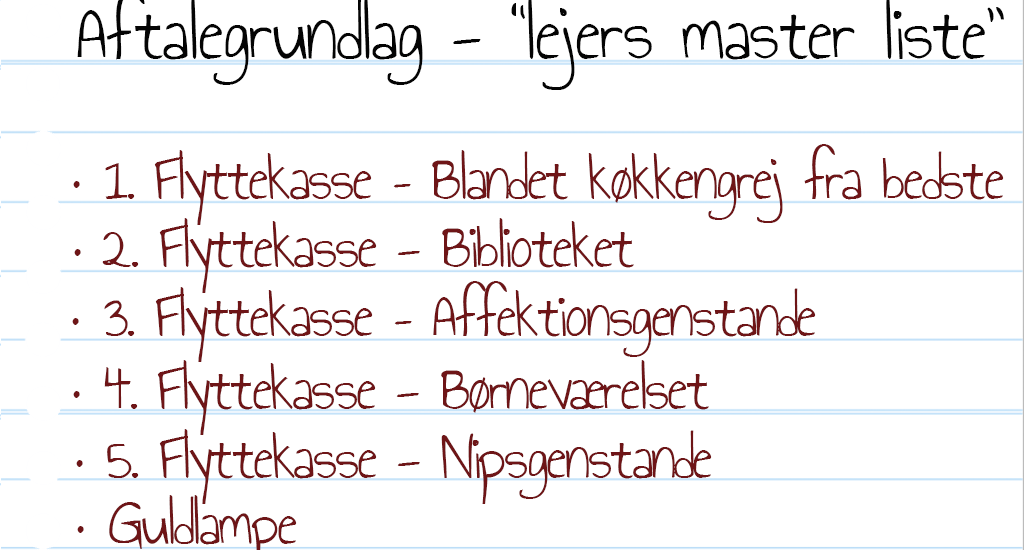 Aftalegrundlag - "lejers master liste"
• 1. Flyttekasse - Blandet køkkengrej fra bedste
• 2. Flyttekasse - Biblioteket
• 3. Flyttekasse - Affektionsgenstande
• 4. Flyttekasse - Børneværelset
• 5. Flyttekasse - Nipsgenstande
• Guldlampe